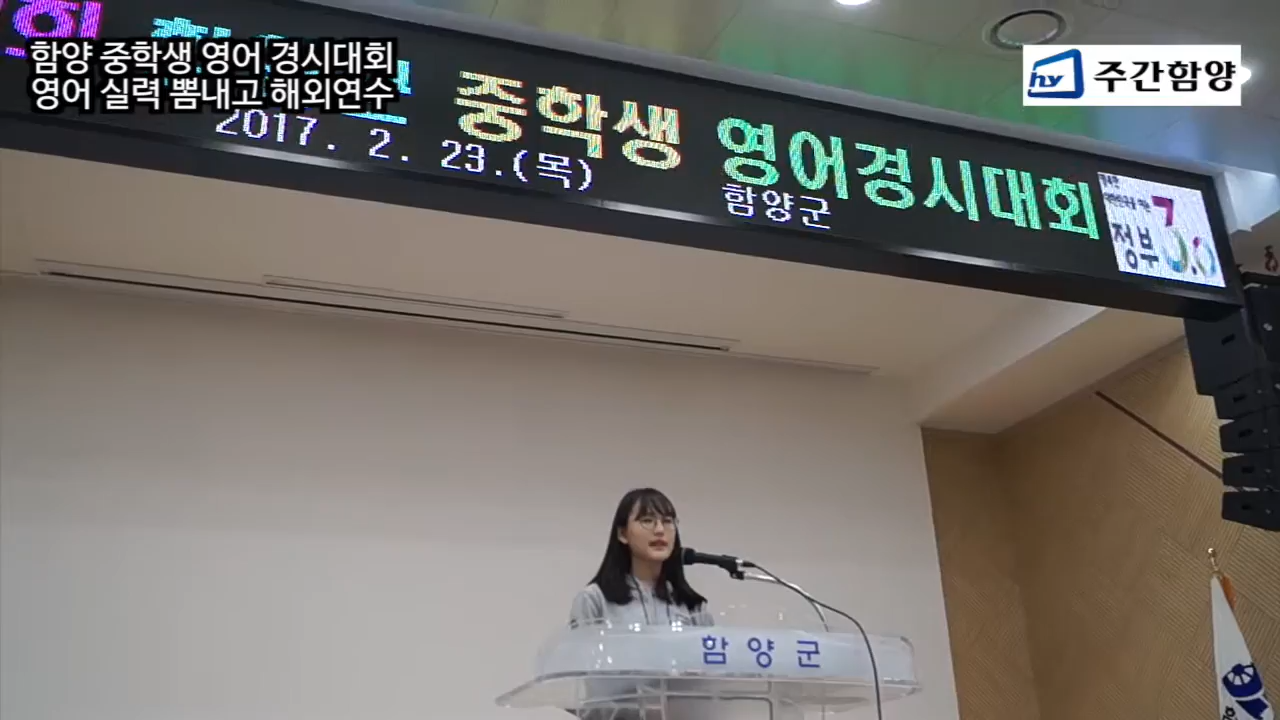 함양 중학생 영어 경시대회
영어 실력 뽐내고 해외연수
hy 주간함양
회 중학생 영어경시대회
2017. 2. 23.(목)
함양군
정부 3.0
함양군